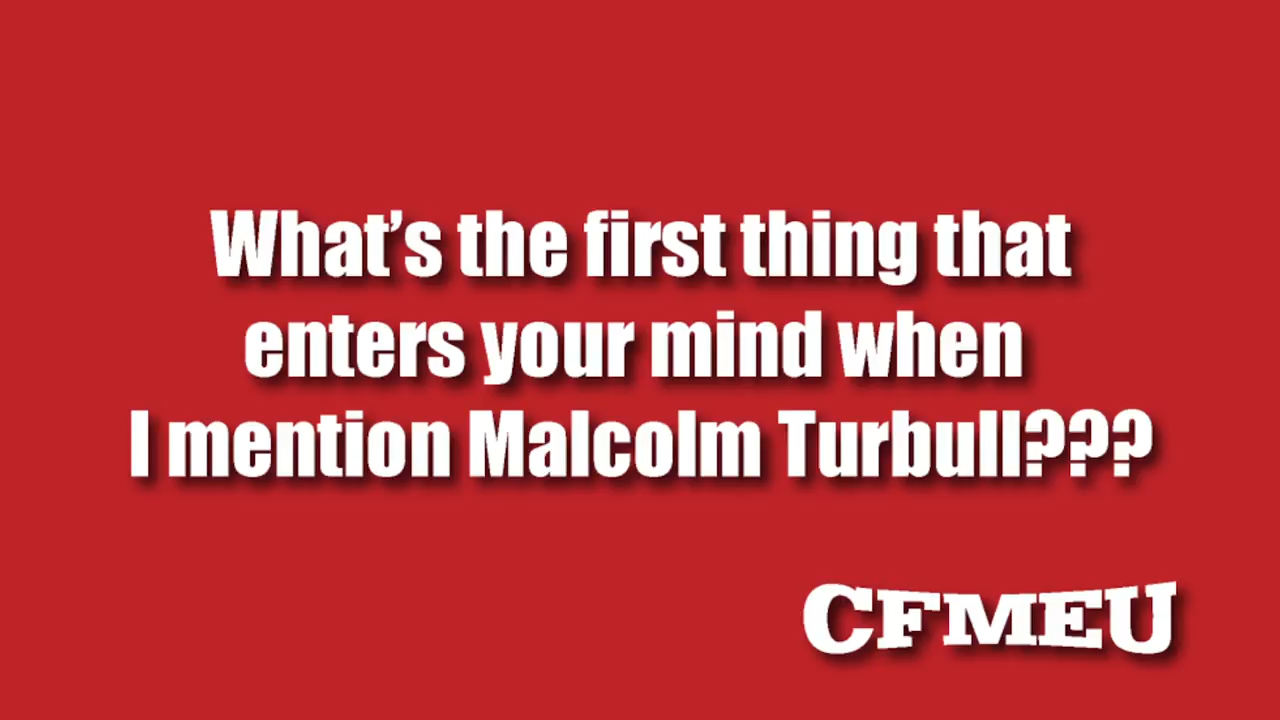 What’s the first thing that
enters your mind when
I mention Malcolm Turbull???
CFMEU